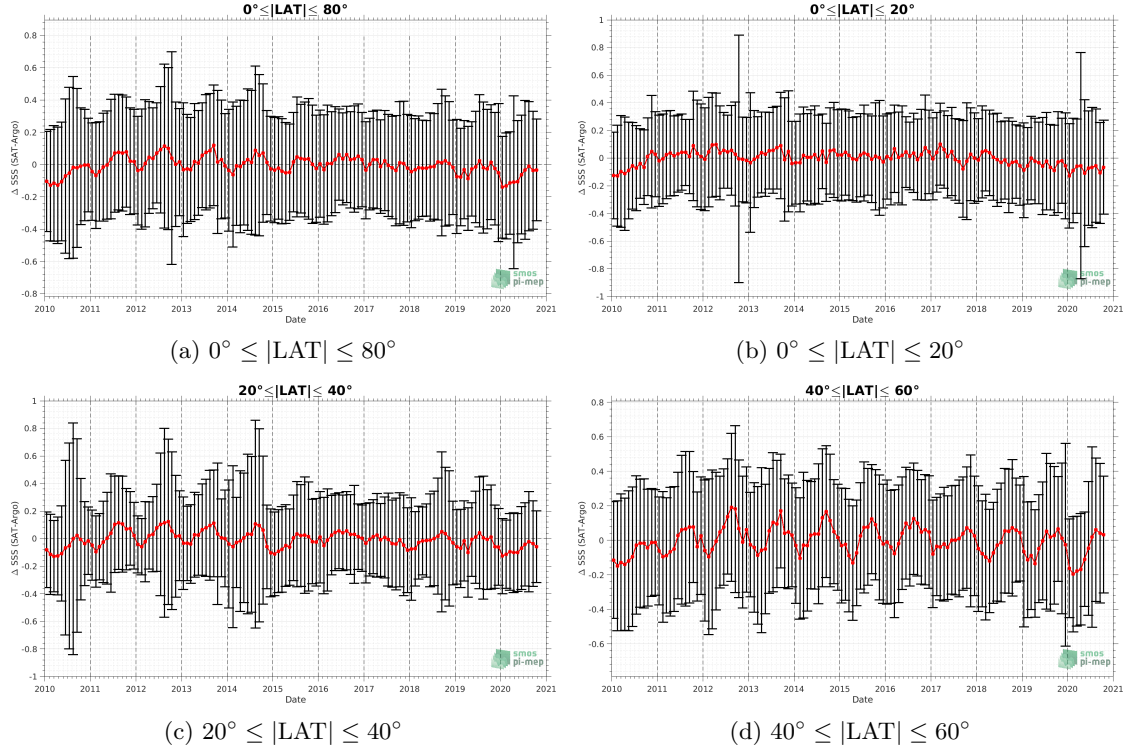 0°≤|LAT|≤ 80°
Δ SSS (SAT-Argo)
0.8
0.6
0.4
0.2
0
-0.2
-0.4
-0.6
-0.8
2010 2011 2012 2013 2014 2015 2016 2017 2018 2019 2020 2021
Date
smos
pi-mep
(a) 0° ≤ |LAT| ≤ 80°
0°≤|LAT|≤ 20°
Δ SSS (SAT-Argo)
1
0.8
0.6
0.4
0.2
0
-0.2
-0.4
-0.6
-0.8
-1
2010 2011 2012 2013 2014 2015 2016 2017 2018 2019 2020 2021
Date
smos
pi-mep
(b) 0° ≤ |LAT| ≤ 20°
20°≤|LAT|≤ 40°
Δ SSS (SAT-Argo)
1
0.8
0.6
0.4
0.2
0
-0.2
-0.4
-0.6
-0.8
-1
2010 2011 2012 2013 2014 2015 2016 2017 2018 2019 2020 2021
Date
smos
pi-mep
(c) 20° ≤ |LAT| ≤ 40°
40°≤|LAT|≤ 60°
Δ SSS (SAT-Argo)
0.8
0.6
0.4
0.2
0
-0.2
-0.4
-0.6
2010 2011 2012 2013 2014 2015 2016 2017 2018 2019 2020 2021
Date
smos
pi-mep
(d) 40° ≤ |LAT| ≤ 60°